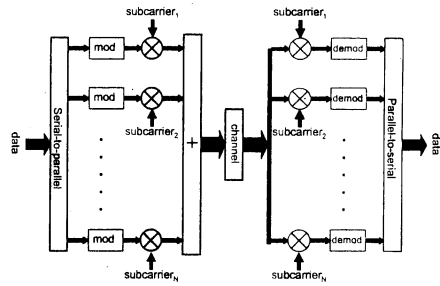 subcarrier₁
subcarrier₁
mod
demod
mod
demod
subcarrier₂
subcarrier₂
data
Serial-to-parallel
+
channel
Parallel-to-serial
data
mod
demod
subcarrierN
subcarrierN